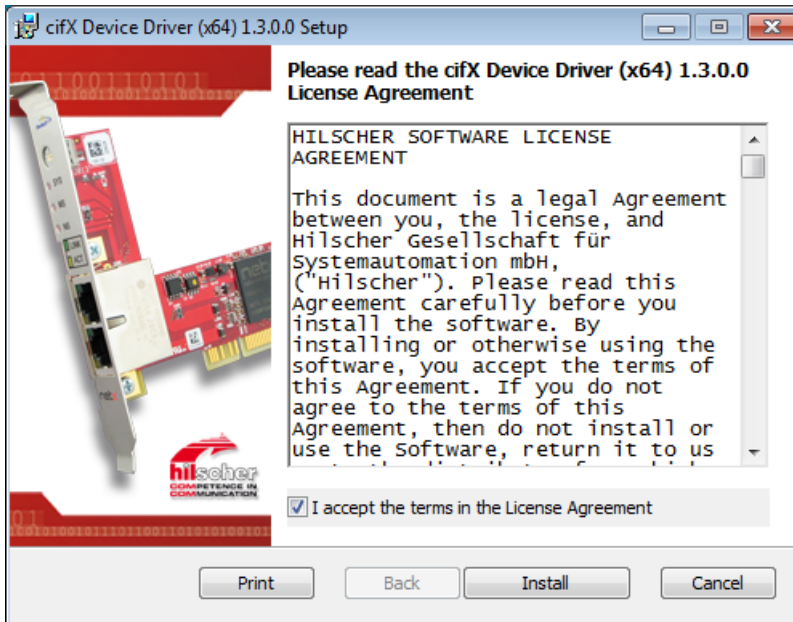 cifX Device Driver (x64) 1.3.0.0 Setup
Please read the cifX Device Driver (x64) 1.3.0.0
License Agreement
HILSCHER SOFTWARE LICENSE
AGREEMENT
This document is a legal Agreement
between you, the license, and
Hilscher Gesellschaft für
Systemautomation mbH,
("Hilscher"). Please read this
Agreement carefully before you
install the software. By
installing or otherwise using the
software, you accept the terms of
this Agreement. If you do not
agree to the terms of this
Agreement, then do not install or
use the Software, return it to us
SYS
LINK
ACT
hilscher
COMPETENCE IN
COMMUNICATION
I accept the terms in the License Agreement
Print
Back
Install
Cancel